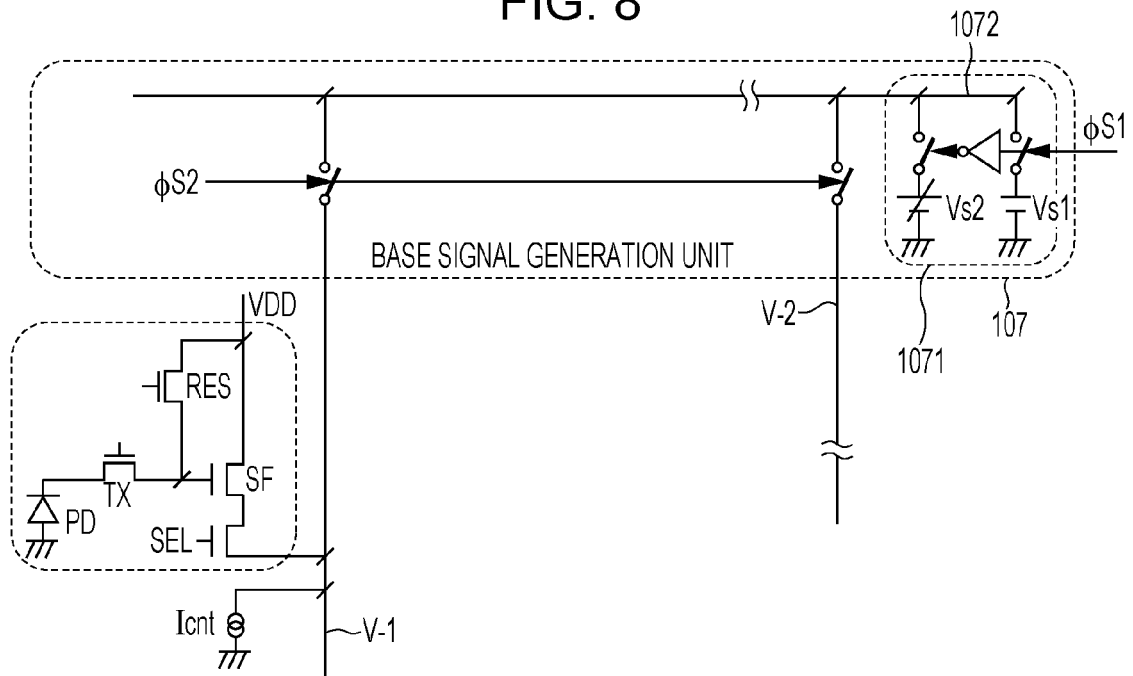 FIG. 8
1072
ϕS1
ϕS2
Vs2
Vs1
BASE SIGNAL GENERATION UNIT
VDD
V-2
107
1071
RES
SF
TX
PD
SEL
Icnt
V-1